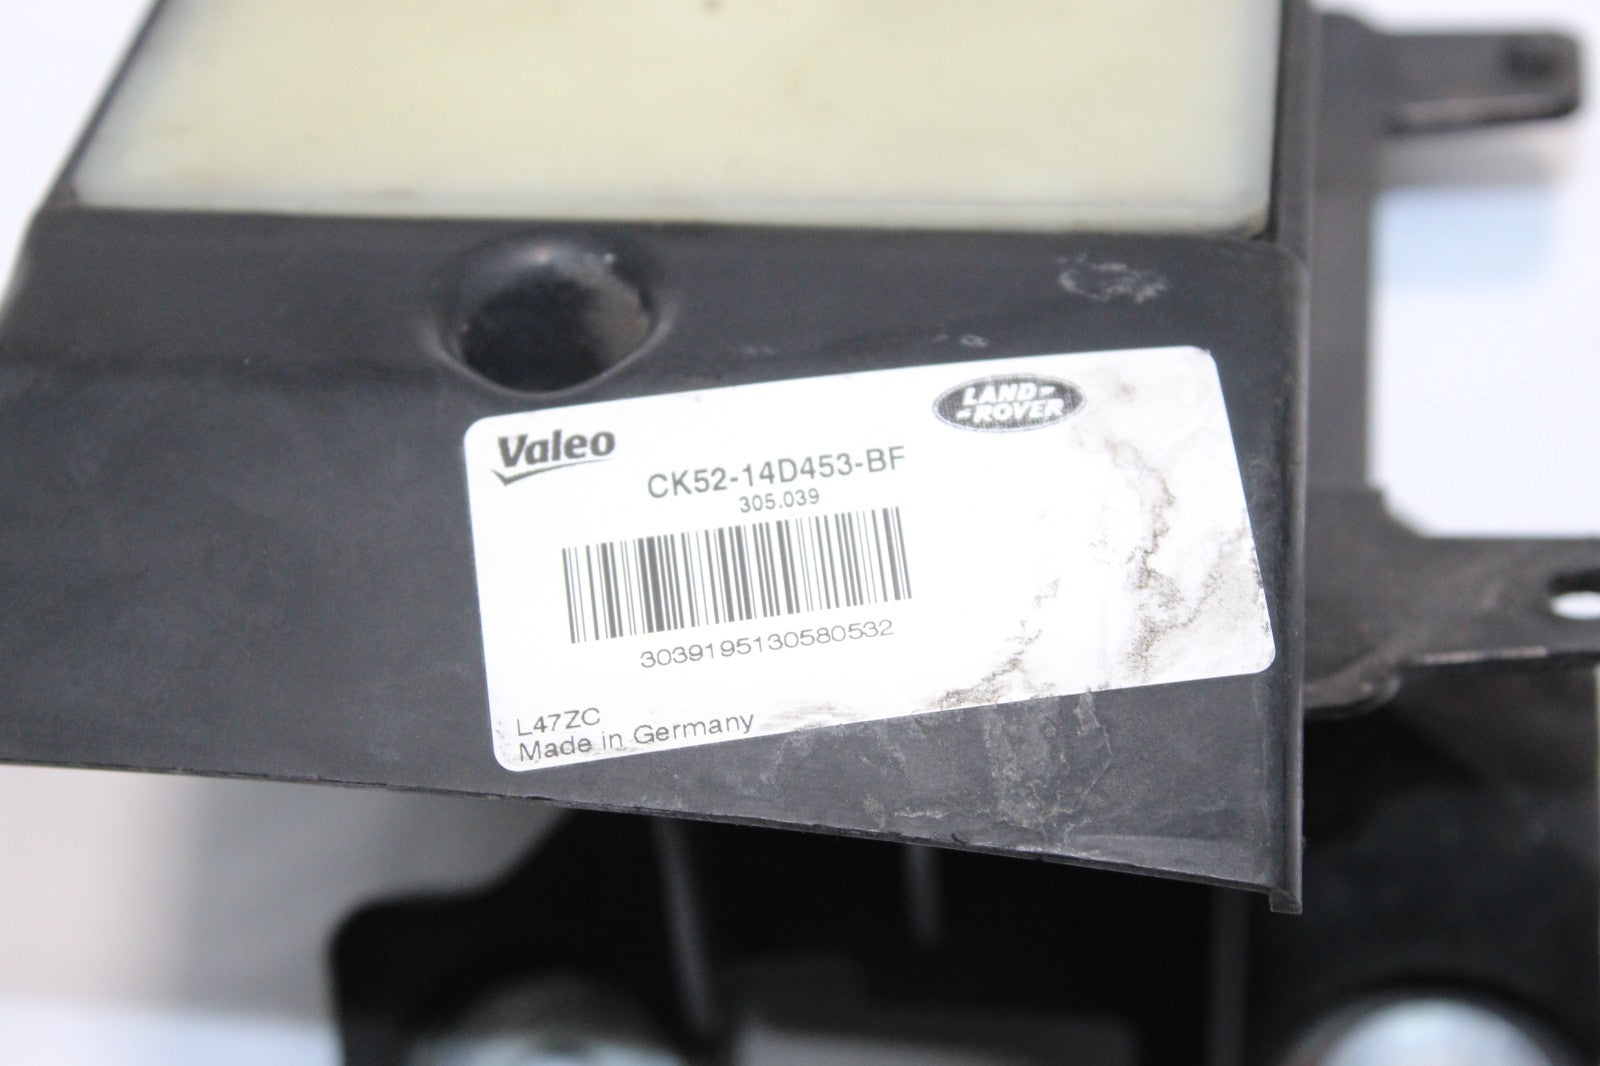 LAND-
-ROVER
Valeo
CK52-14D453-BF
305.039
3039195130580532
L47ZC
Made in Germany